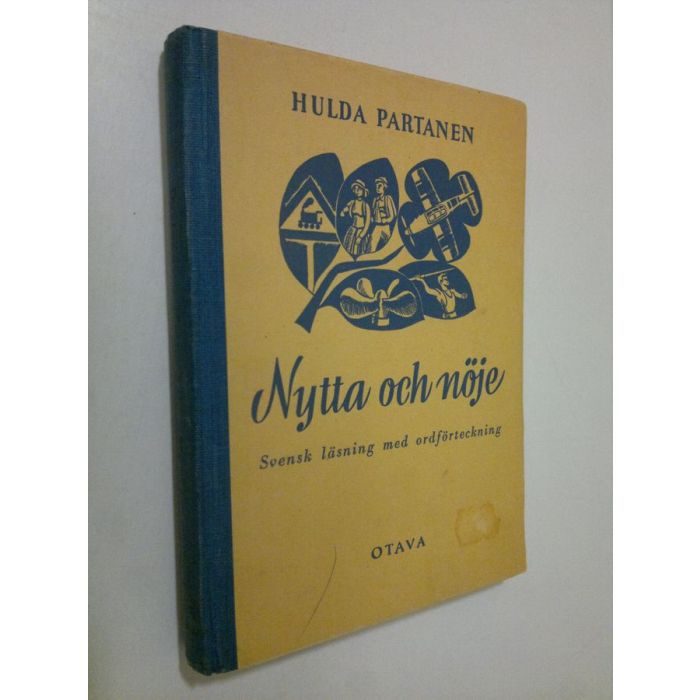 HULDA PARTANEN
Nytta och nöje
Svensk läsning med ordförteckning
OTAVA